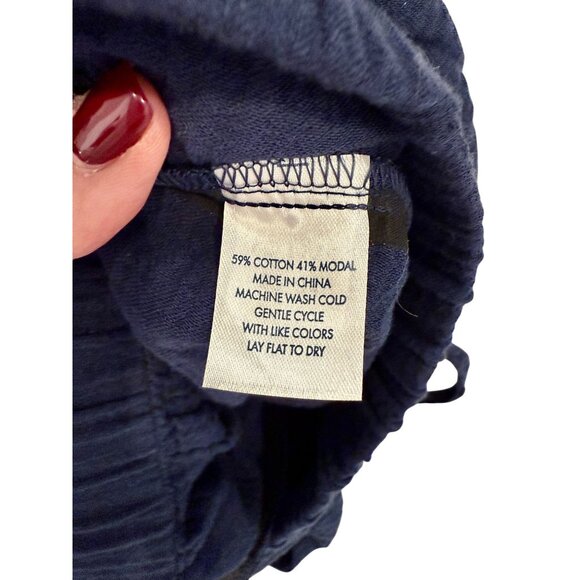 59% COTTON 41% MODAL
MADE IN CHINA
MACHINE WASH COLD
GENTLE CYCLE
WITH LIKE COLORS
LAY FLAT TO DRY